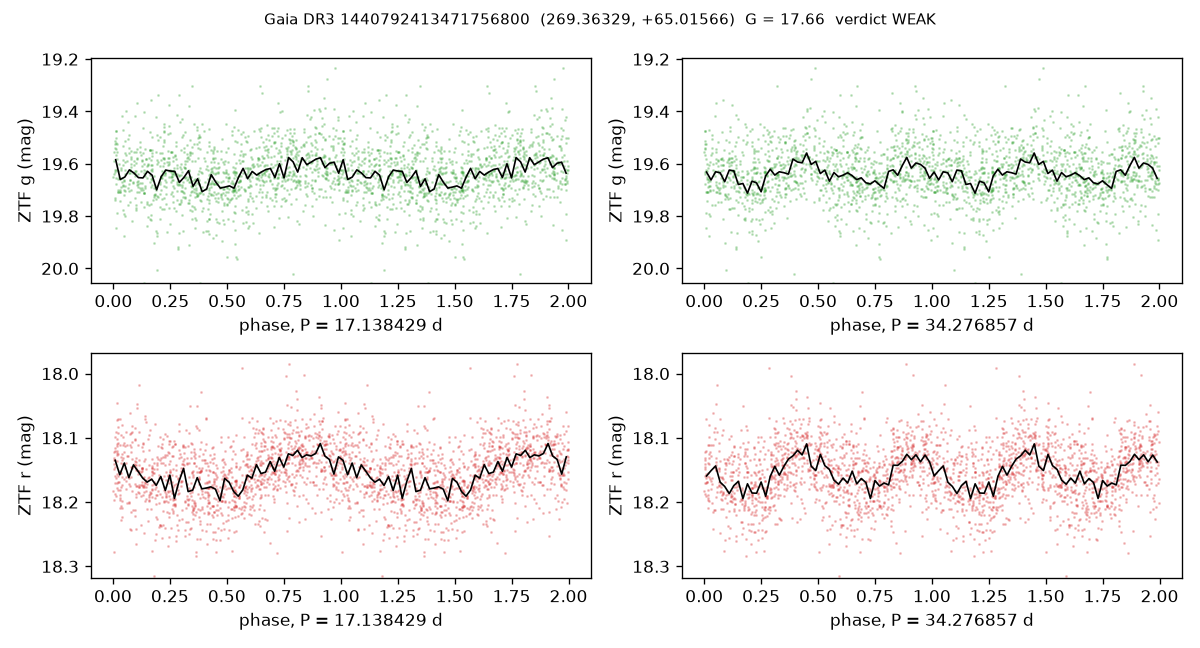 Gaia DR3 1440792413471756800 (269.36329, +65.01566) G = 17.66 verdict WEAK
19.2
19.4
19.6
19.8
20.0
ZTF g (mag)
0.00 0.25 0.50 0.75 1.00 1.25 1.50 1.75 2.00
phase, P = 17.138429 d
19.2
19.4
19.6
19.8
20.0
ZTF g (mag)
0.00 0.25 0.50 0.75 1.00 1.25 1.50 1.75 2.00
phase, P = 34.276857 d
18.0
18.1
18.2
18.3
ZTF r (mag)
0.00 0.25 0.50 0.75 1.00 1.25 1.50 1.75 2.00
phase, P = 17.138429 d
18.0
18.1
18.2
18.3
ZTF r (mag)
0.00 0.25 0.50 0.75 1.00 1.25 1.50 1.75 2.00
phase, P = 34.276857 d